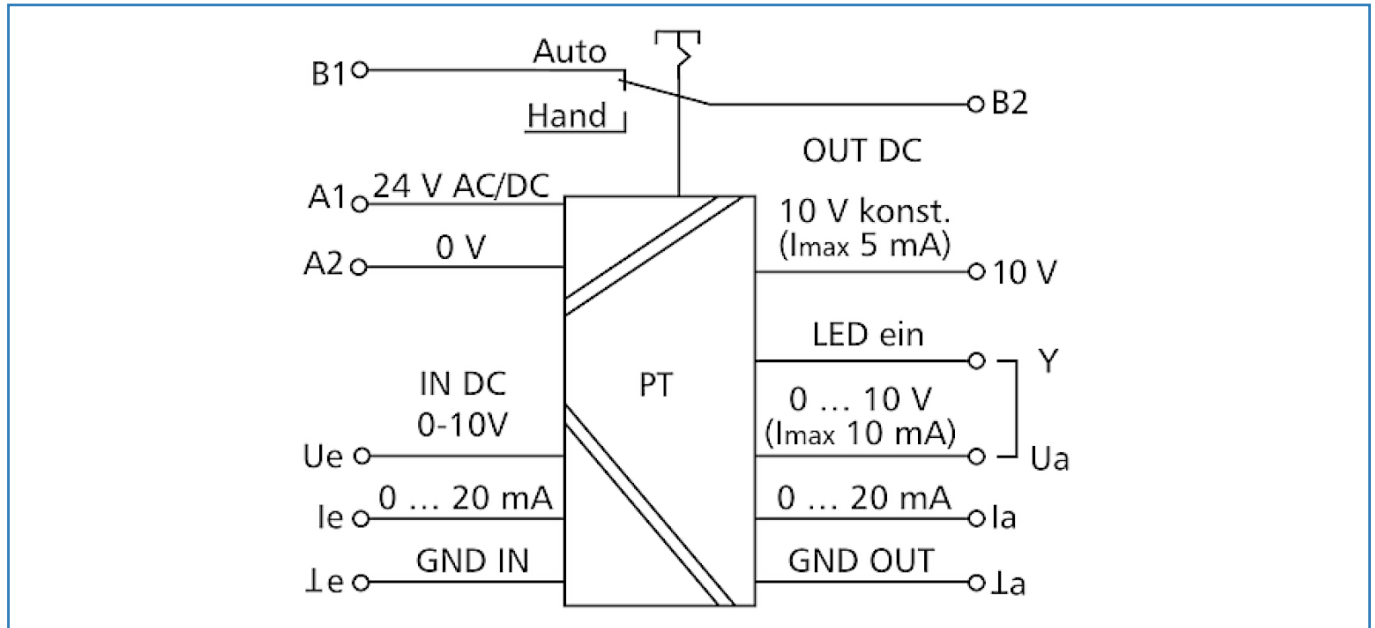 B1
Auto
Hand
B2
OUT DC
A1
24 V AC/DC
10 V konst.
(Imax 5 mA)
A2
0 V
10 V
LED ein
Y
IN DC
0-10V
PT
0 ... 10 V
(Imax 10 mA)
Ue
Ua
Ie
0 ... 20 mA
0 ... 20 mA
Ia
⊥e
GND IN
GND OUT
⊥a